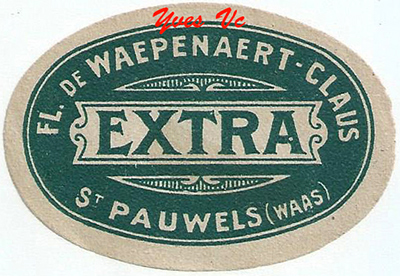 Yves Vc
FL. DE WAEPENAERT-CLAUS
EXTRA
ST PAUWELS (WAAS)